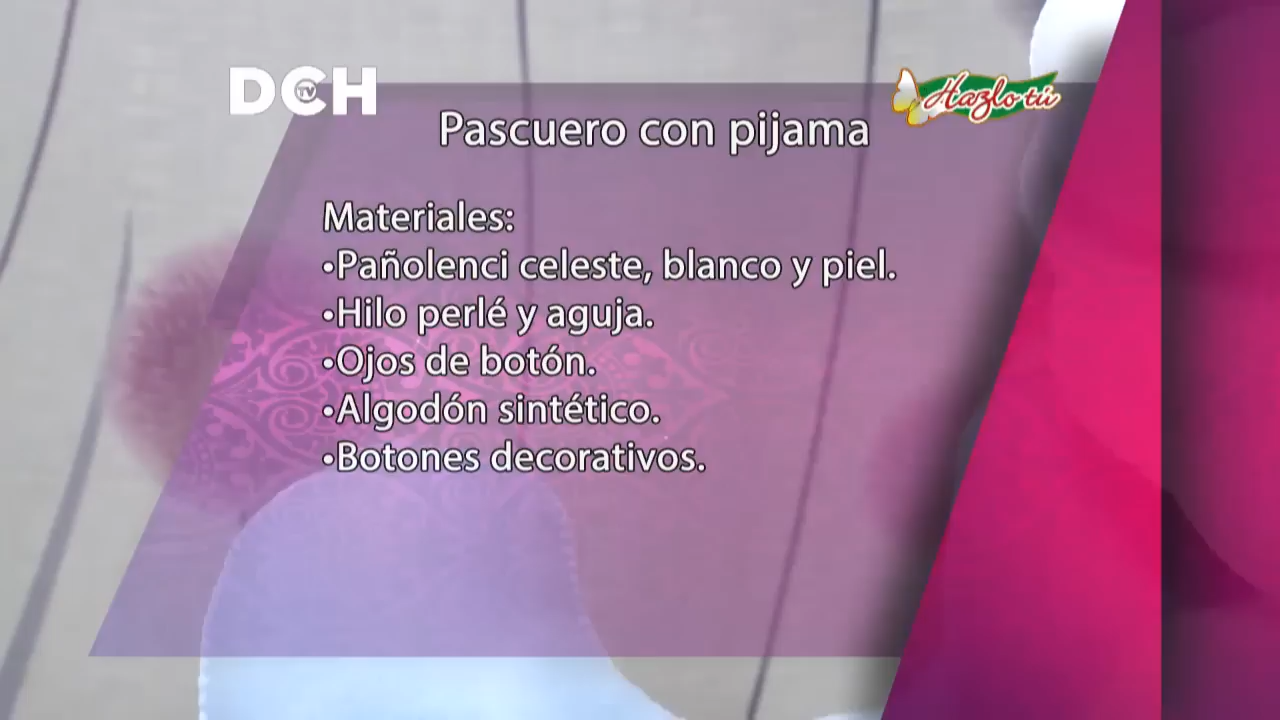 DCH
TV
Hazlo tú
Pascuero con pijama
Materiales:
•Pañolenci celeste, blanco y piel.
•Hilo perlé y aguja.
•Ojos de botón.
•Algodón sintético.
•Botones decorativos.